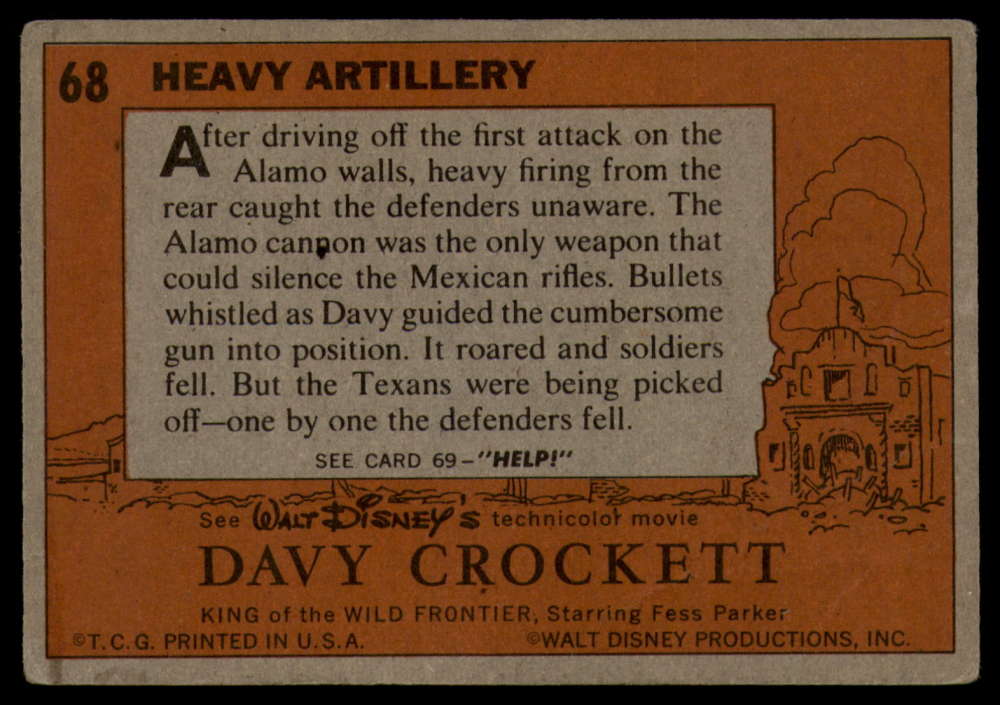 68 HEAVY ARTILLERY
After driving off the first attack on the
Alamo walls, heavy firing from the
rear caught the defenders unaware. The
Alamo cannon was the only weapon that
could silence the Mexican rifles. Bullets
whistled as Davy guided the cumbersome
gun into position. It roared and soldiers
fell. But the Texans were being picked
off—one by one the defenders fell.
SEE CARD 69-"HELP!"
See WALT DISNEY'S technicolor movie
DAVY CROCKETT
KING of the WILD FRONTIER, Starring Fess Parker
©T.C.G. PRINTED IN U.S.A. ©WALT DISNEY PRODUCTIONS, INC.